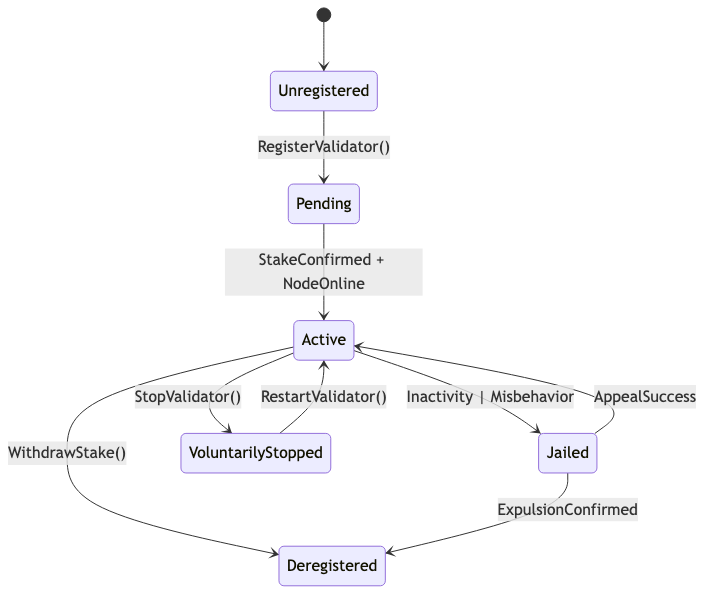 Unregistered
RegisterValidator()
Pending
StakeConfirmed +
NodeOnline
Active
StopValidator()
RestartValidator()
Inactivity | Misbehavior
AppealSuccess
WithdrawStake()
VoluntarilyStopped
Jailed
ExpulsionConfirmed
Deregistered